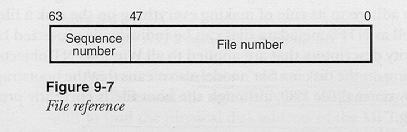 63 47 0
Sequence
number
File number
Figure 9-7
File reference